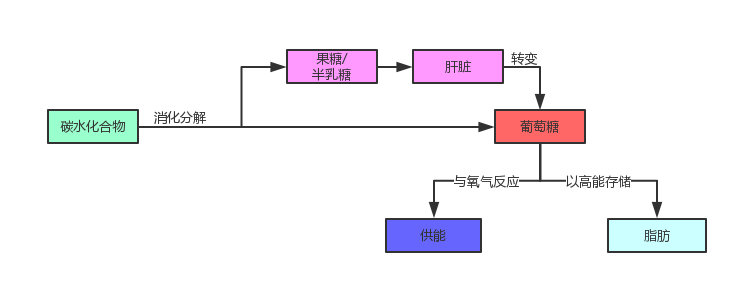 果糖/
半乳糖
肝脏
转变
碳水化合物
消化分解
葡萄糖
与氧气反应
以高能存储
供能
脂肪